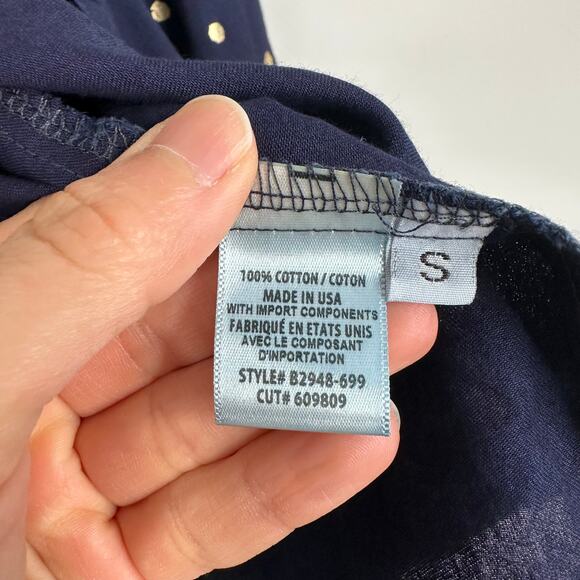 100% COTTON / COTON
MADE IN USA
WITH IMPORT COMPONENTS
FABRIQUÉ EN ETATS UNIS
AVEC LE COMPOSANT
D'INPORTATION
STYLE# B2948-699
CUT# 609809
S